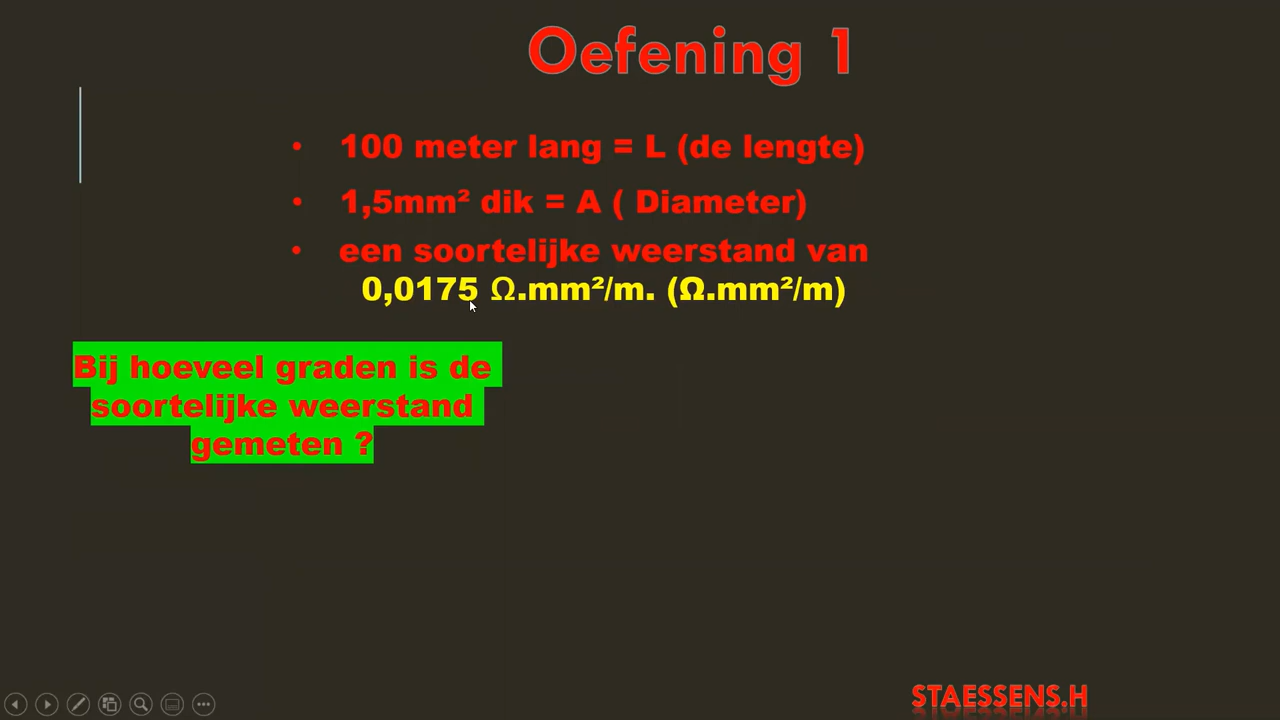 Oefening 1
• 100 meter lang = L (de lengte)
• 1,5mm² dik = A ( Diameter)
• een soortelijke weerstand van
0,0175 Ω.mm²/m. (Ω.mm²/m)
Bij hoeveel graden is de
soortelijke weerstand
gemeten ?
STAESSENS.H